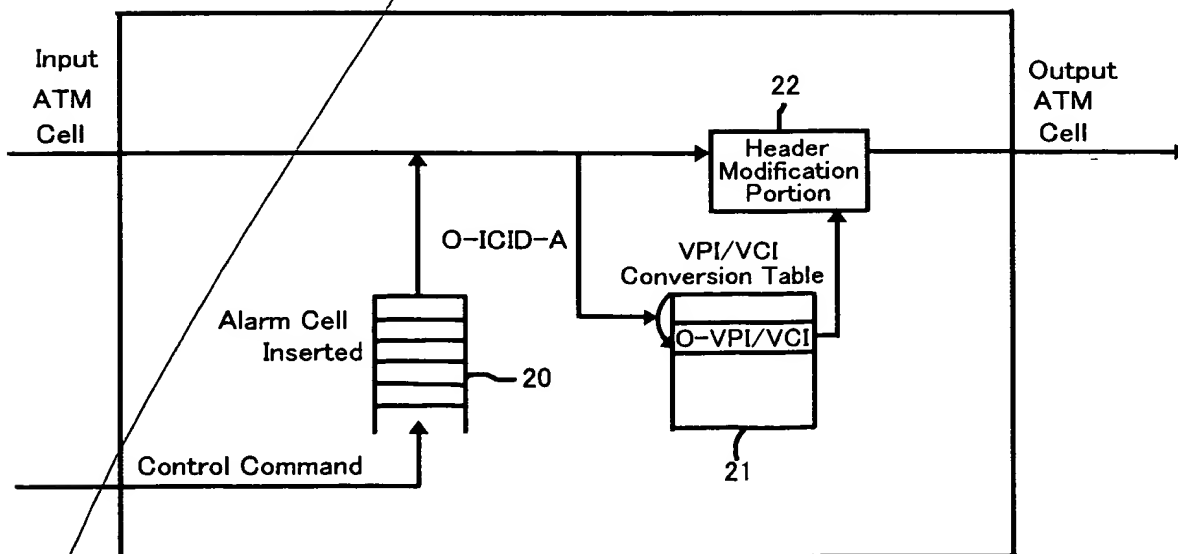 Input
ATM
Cell
Output
ATM
Cell
22
Header
Modification
Portion
O-ICID-A
VPI/VCI
Conversion Table
O-VPI/VCI
Alarm Cell
Inserted
20
21
Control Command